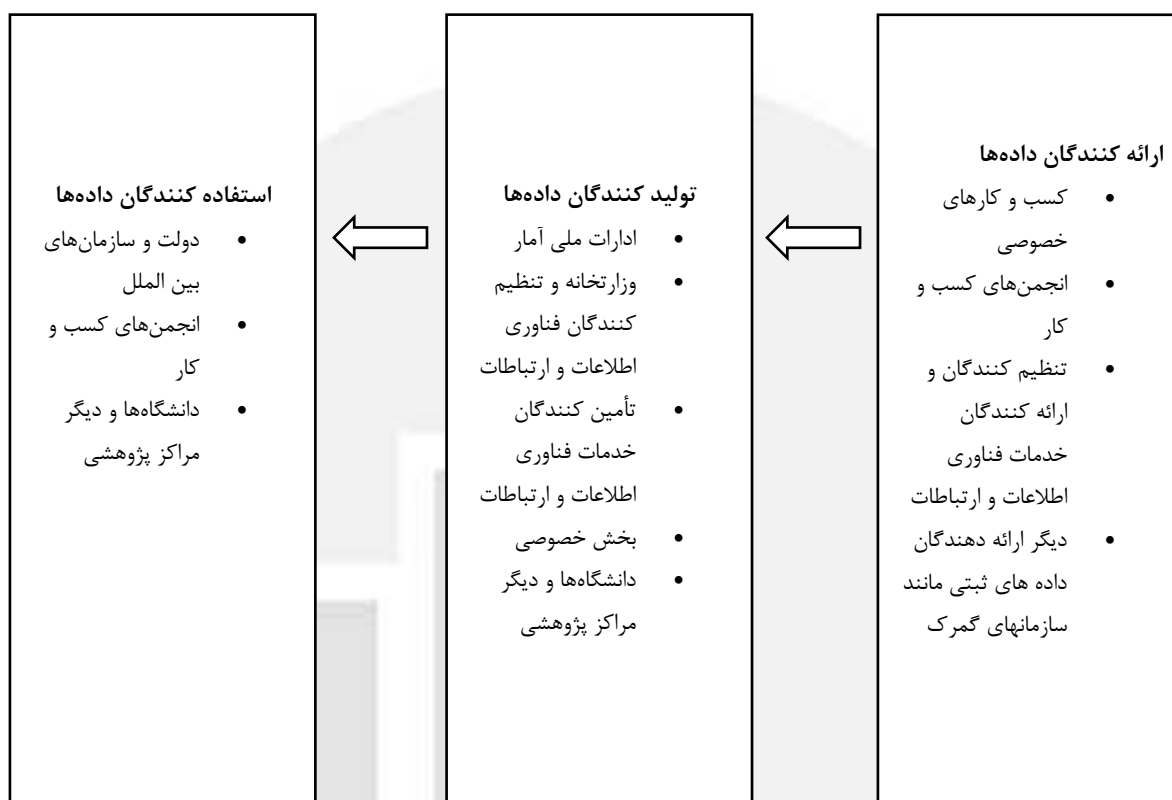 ارائه کنندگان داده‌ها
• کسب و کارهای
خصوصی
• انجمن‌های کسب و
کار
• تنظیم کنندگان و
ارائه کنندگان
خدمات فناوری
اطلاعات و ارتباطات
• دیگر ارائه دهندگان
داده های ثبتی مانند
سازمانهای گمرک
تولید کنندگان داده‌ها
• ادارات ملی آمار
• وزارتخانه و تنظیم
کنندگان فناوری
اطلاعات و ارتباطات
• تأمین کنندگان
خدمات فناوری
اطلاعات و ارتباطات
• بخش خصوصی
• دانشگاه‌ها و دیگر
مراکز پژوهشی
استفاده کنندگان داده‌ها
• دولت و سازمان‌های
بین الملل
• انجمن‌های کسب و
کار
• دانشگاه‌ها و دیگر
مراکز پژوهشی